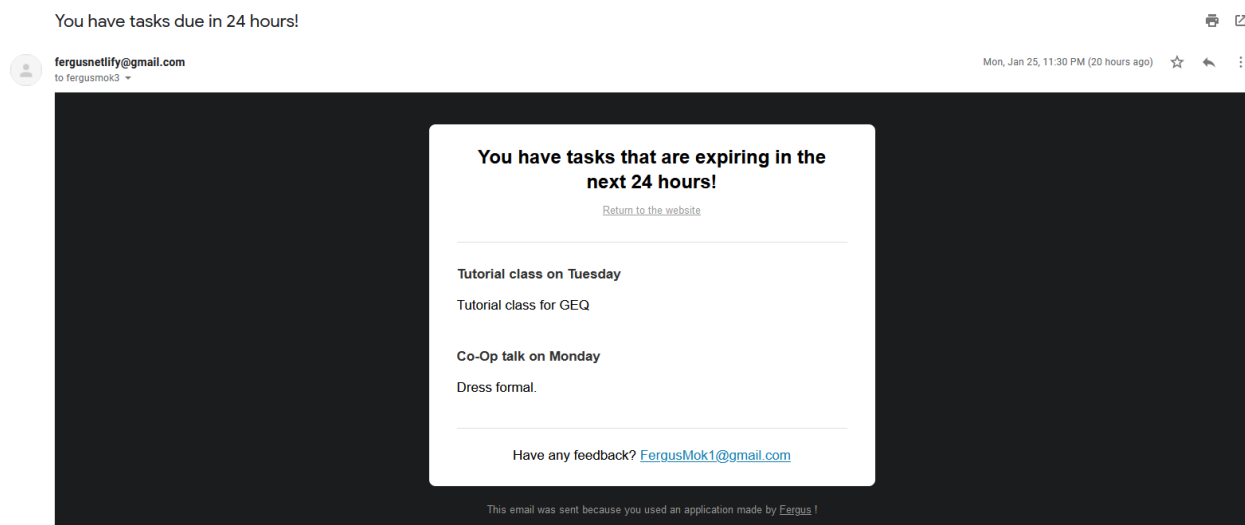 You have tasks due in 24 hours!
fergusnetlify@gmail.com
Mon, Jan 25, 11:30 PM (20 hours ago)
to fergusmok3
You have tasks that are expiring in the
next 24 hours!
Return to the website
Tutorial class on Tuesday
Tutorial class for GEQ
Co-Op talk on Monday
Dress formal.
Have any feedback? FergusMok1@gmail.com
This email was sent because you used an application made by Fergus !